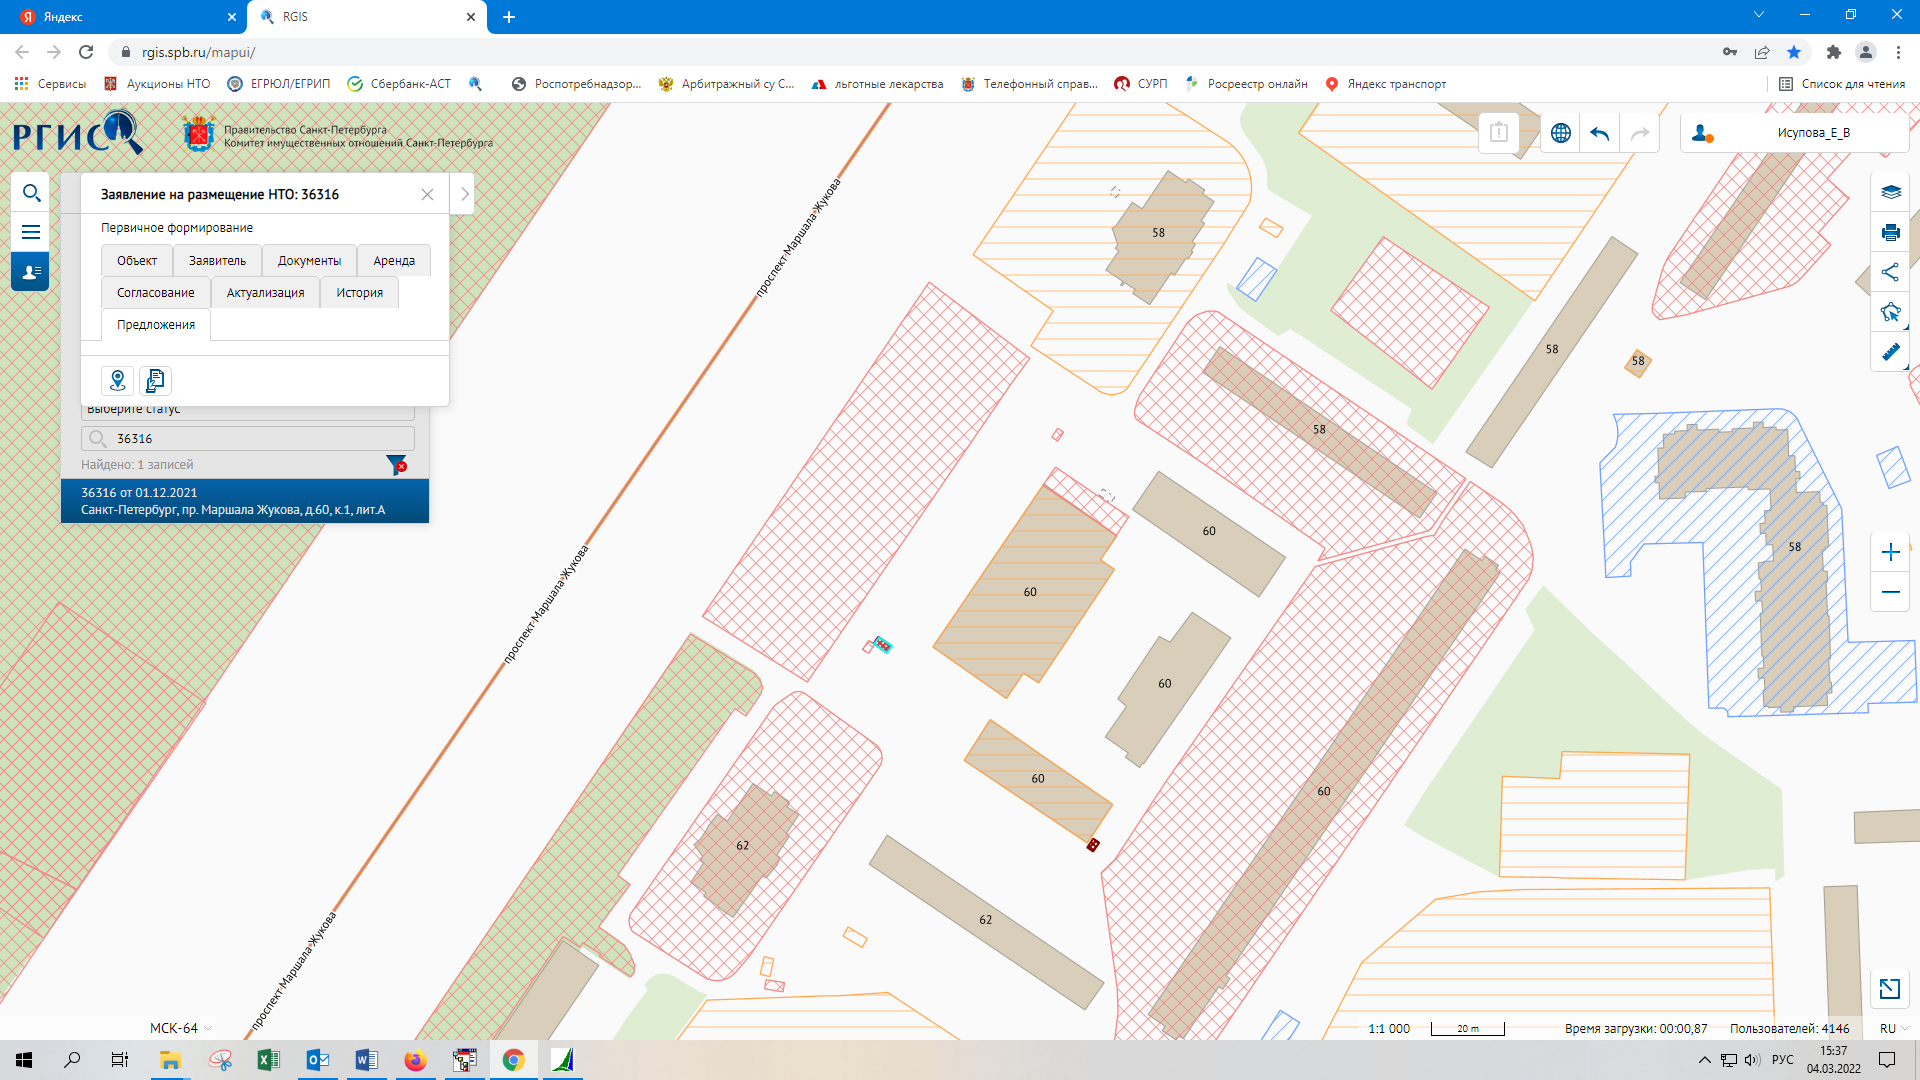 Яндекс
RGIS
rgis.spb.ru/mapui/
Сервисы
Аукционы НТО
ЕГРЮЛ/ЕГРИП
Сбербанк-АСТ
Роспотребнадзор...
Арбитражный су С...
льготные лекарства
Телефонный справ...
СУРП
Росреестр онлайн
Яндекс транспорт
Список для чтения
РГИС
Правительство Санкт-Петербурга
Комитет имущественных отношений Санкт-Петербурга
Исупова_Е_В
Заявление на размещение НТО: 36316
Первичное формирование
Объект
Заявитель
Документы
Аренда
Согласование
Актуализация
История
Предложения
Выберите статус
36316
Найдено: 1 записей
36316 от 01.12.2021
Санкт-Петербург, пр. Маршала Жукова, д.60, к.1, лит.А
проспект Маршала Жукова
проспект Маршала Жукова
проспект Маршала Жукова
58
58
58
58
58
60
60
60
60
60
62
62
МСК-64
1:1 000
20 m
Время загрузки: 00:00,87
Пользователей: 4146
RU
РУС
15:37
04.03.2022